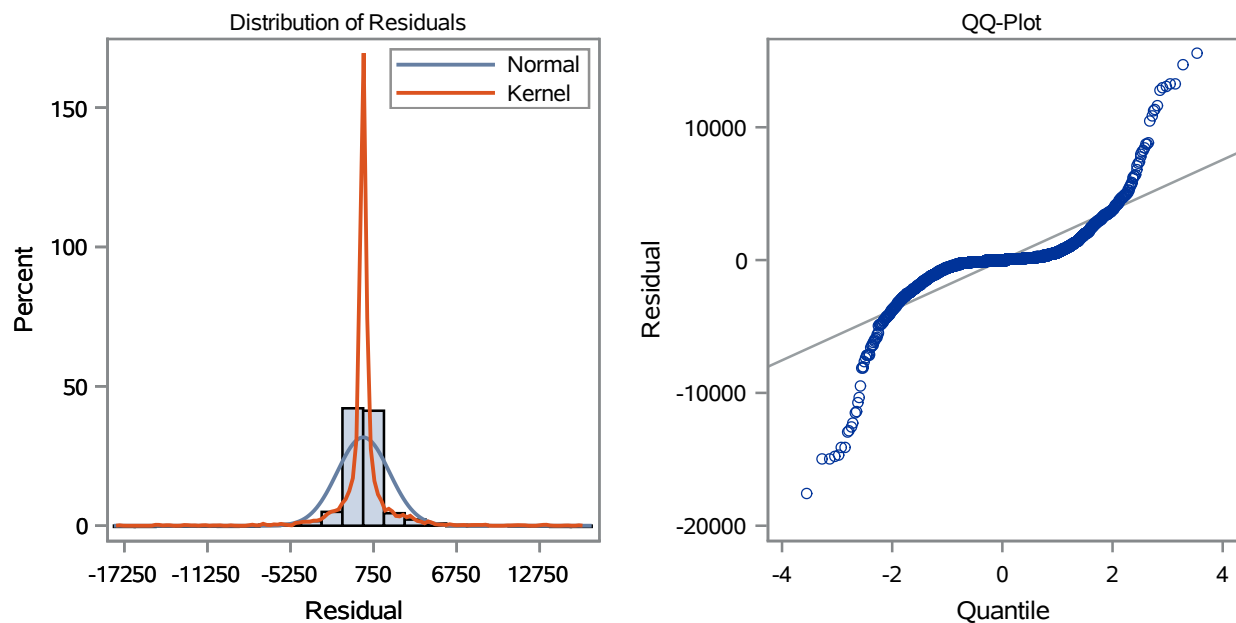 Distribution of Residuals
Normal
Kernel
150
100
50
0
Percent
-17250 -11250 -5250 750 6750 12750
Residual
QQ-Plot
10000
0
-10000
-20000
Residual
-4 -2 0 2 4
Quantile